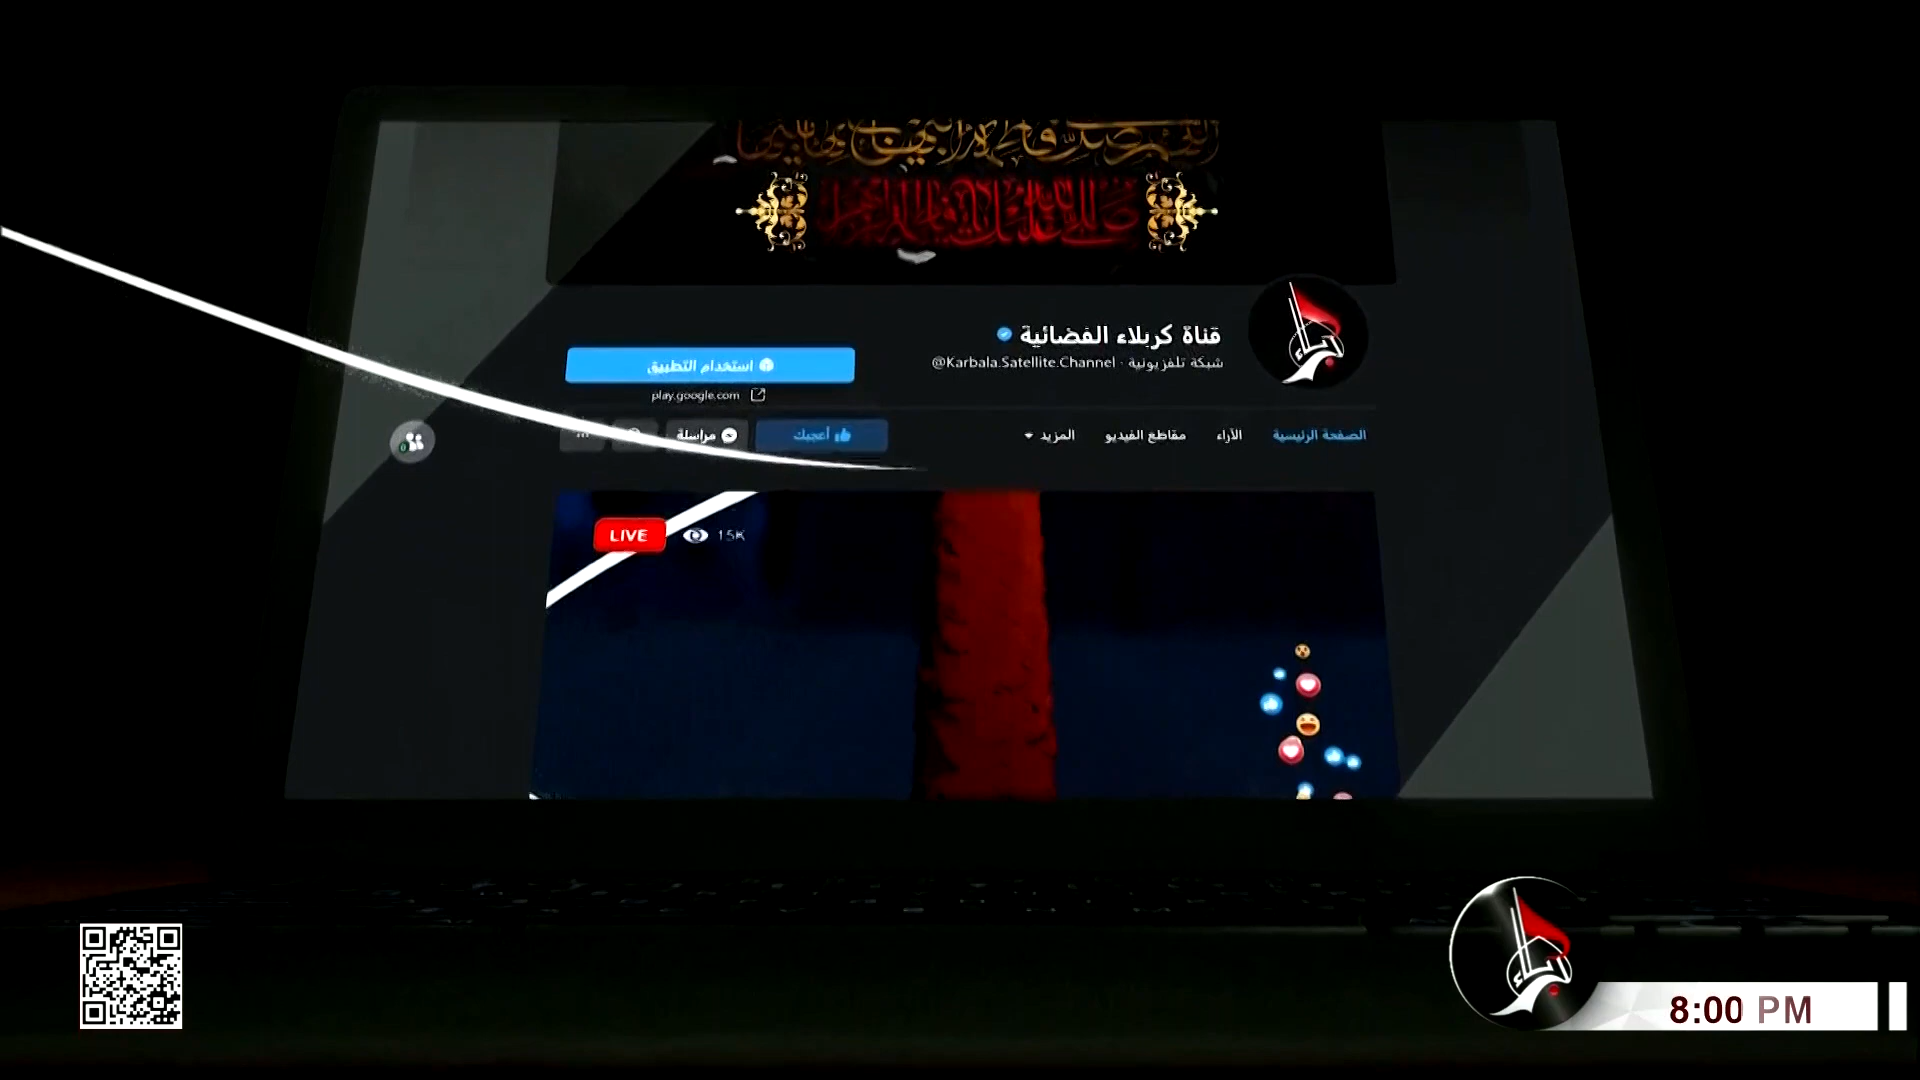 قناة كربلاء الفضائية
@Karbala.Satellite.Channel · شبكة تلفزيونية
استخدام التطبيق
play.google.com
الصفحة الرئيسية
الآراء
مقاطع الفيديو
المزيد
أعجبك
مراسلة
LIVE
15K
8:00 PM